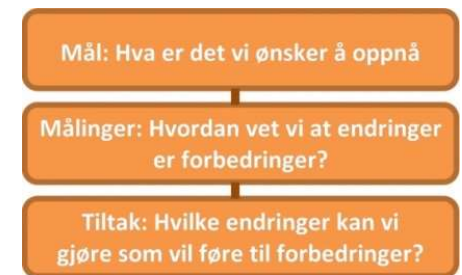 Mål: Hva er det vi ønsker å oppnå
Målinger: Hvordan vet vi at endringer
er forbedringer?
Tiltak: Hvilke endringer kan vi
gjøre som vil føre til forbedringer?